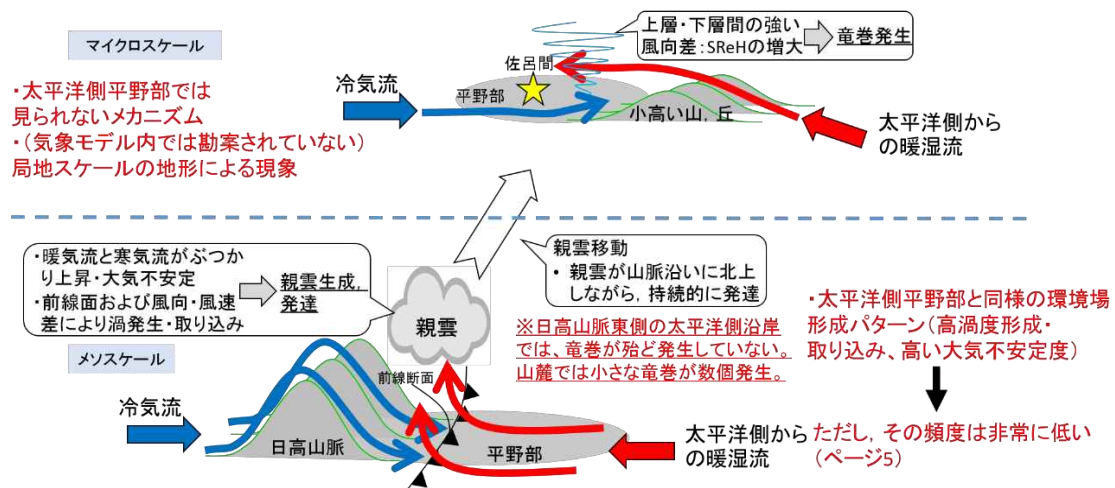 マイクロスケール
・太平洋側平野部では
見られないメカニズム
・（気象モデル内では勘案されていない）
局地スケールの地形による現象
冷気流
平野部
佐呂間
上層・下層間の強い
風向差：SReHの増大
竜巻発生
小高い山，丘
太平洋側から
の暖湿流
・暖気流と寒気流がぶつか
り上昇・大気不安定
・前線面および風向・風速
差により渦発生・取り込み
親雲生成，
発達
親雲
親雲移動
・ 親雲が山脈沿いに北上
しながら，持続的に発達
※日高山脈東側の太平洋側沿岸
では、竜巻が殆ど発生していない。
山麓では小さな竜巻が数個発生。
・太平洋側平野部と同様の環境場
形成パターン（高渦度形成・
取り込み、高い大気不安定度）
メソスケール
冷気流
日高山脈
前線断面
平野部
太平洋側から
の暖湿流
ただし，その頻度は非常に低い
（ページ5）